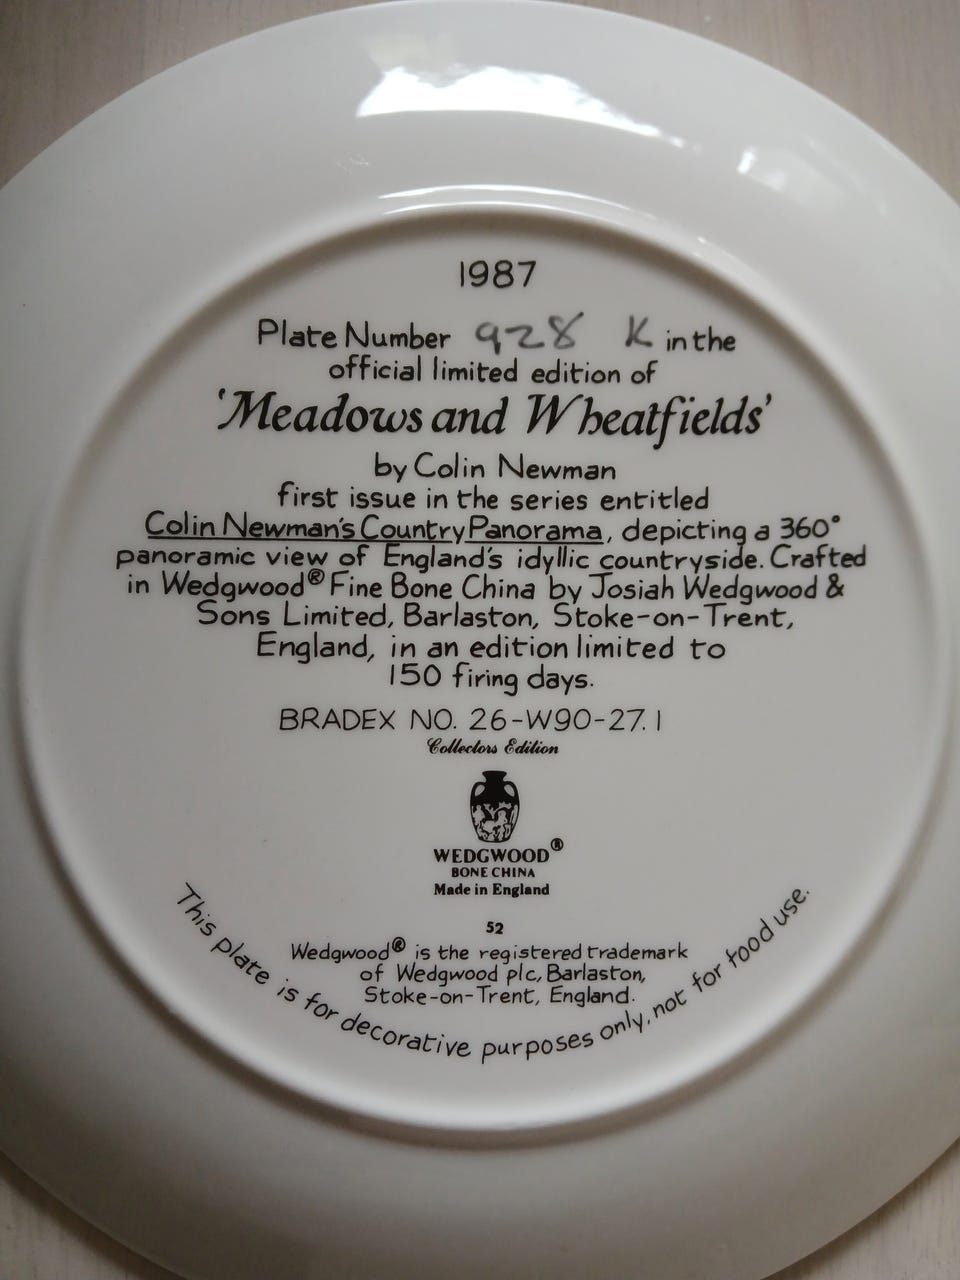 1987
Plate Number 928 K in the
official limited edition of
‘Meadows and Wheatfields’
by Colin Newman
first issue in the series entitled
Colin Newman's Country Panorama, depicting a 360°
panoramic view of England's idyllic countryside. Crafted
in Wedgwood® Fine Bone China by Josiah Wedgwood &
Sons Limited, Barlaston, Stoke-on-Trent,
England, in an edition limited to
150 firing days.
BRADEX NO. 26-W90-27.1
Collectors Edition
WEDGWOOD®
BONE CHINA
Made in England
52
Wedgwood® is the registered trademark
of Wedgwood plc, Barlaston,
Stoke-on-Trent, England.
This plate is for decorative purposes only, not for food use.